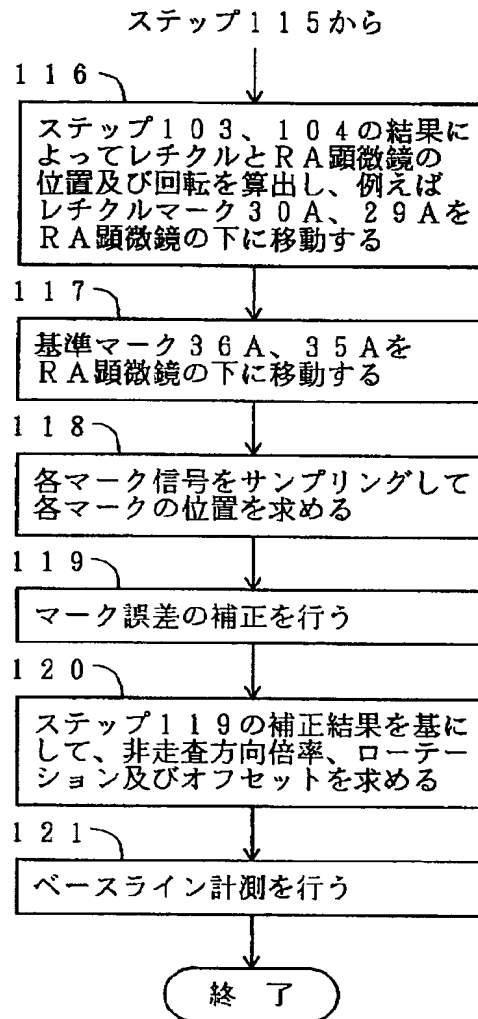 ステップ115から
116
ステップ103、104の結果に
よってレチクルとRA顕微鏡の
位置及び回転を算出し、例えば
レチクルマーク30A、29Aを
RA顕微鏡の下に移動する
117
基準マーク36A、35Aを
RA顕微鏡の下に移動する
118
各マーク信号をサンプリングして
各マークの位置を求める
119
マーク誤差の補正を行う
120
ステップ119の補正結果を基に
して、非走査方向倍率、ローテー
ション及びオフセットを求める
121
ベースライン計測を行う
終了